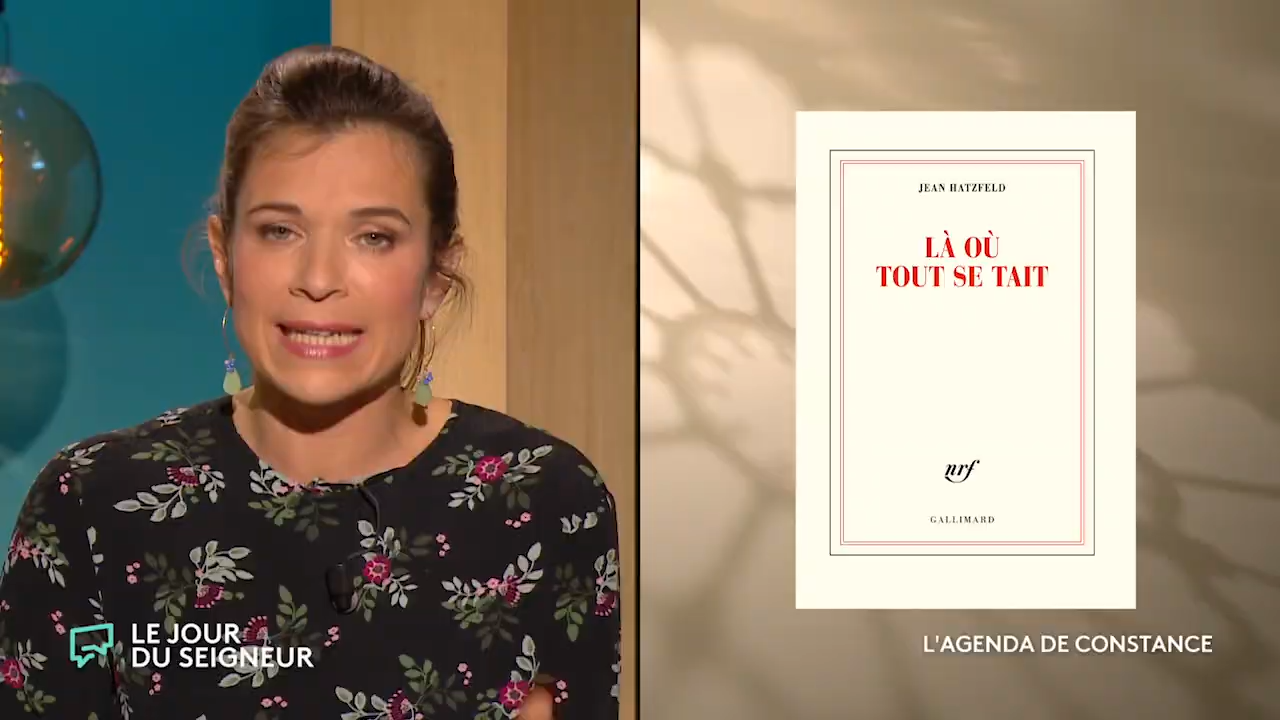 JEAN HATZFELD
LÀ OÙ
TOUT SE TAIT
nrf
GALLIMARD
LE JOUR
DU SEIGNEUR
L'AGENDA DE CONSTANCE